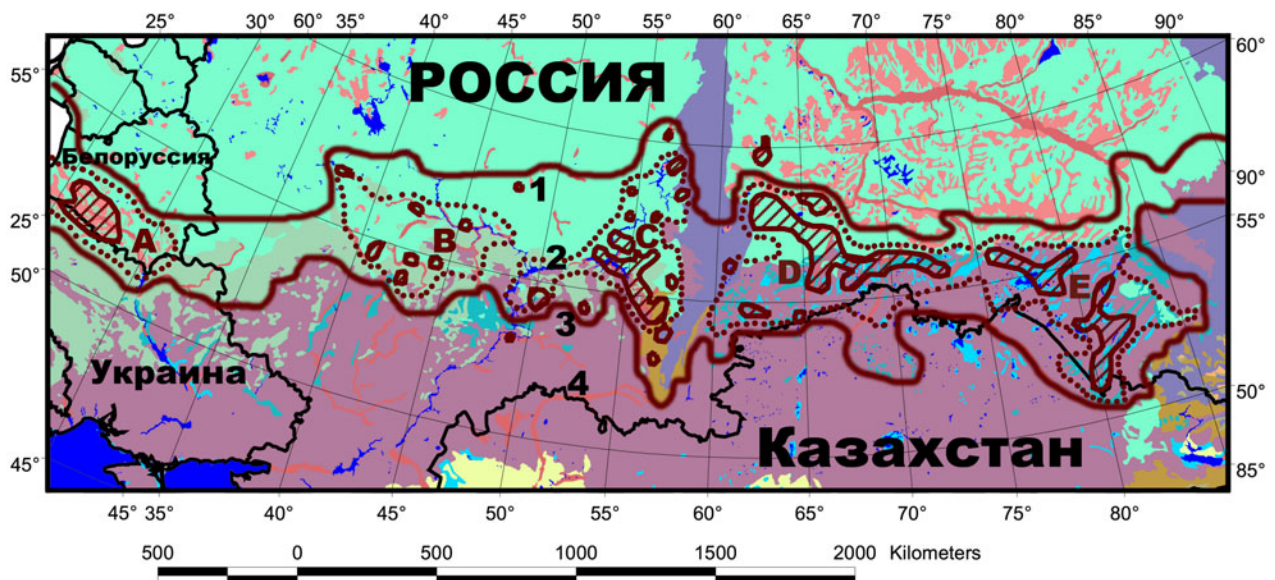 25° 30° 60° 35° 40° 45° 50° 55° 60° 65° 70° 75° 80° 85° 90°
55° РОССИЯ 60°
Белоруссия
1 90°
25° A B 2 C 55°
50° D E
3
Украина 4 50°
Казахстан
45° 85°
45° 35° 40° 45° 50° 55° 60° 65° 70° 75° 80°
500 0 500 1000 1500 2000 Kilometers